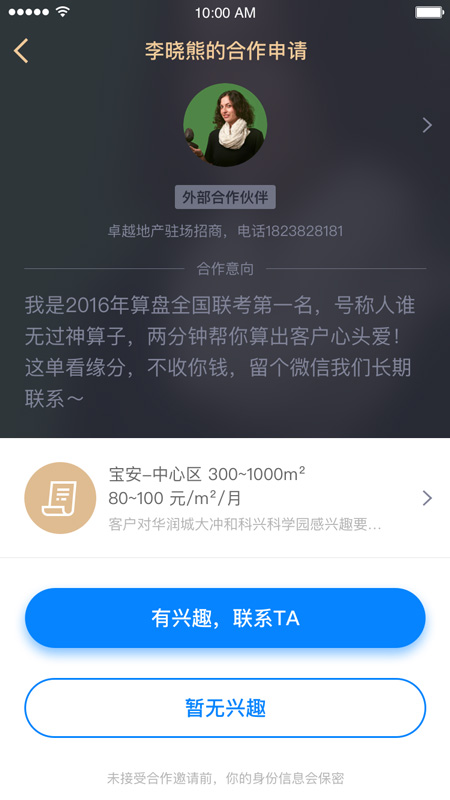 10:00 AM
李晓熊的合作申请
外部合作伙伴
卓越地产驻场招商，电话1823828181
合作意向
我是2016年算盘全国联考第一名，号称人谁
无过神算子，两分钟帮你算出客户心头爱！
这单看缘分，不收你钱，留个微信我们长期
联系～
宝安-中心区 300~1000m²
80~100 元/m²/月
客户对华润城大冲和科兴科学园感兴趣要...
有兴趣，联系TA
暂无兴趣
未接受合作邀请前，你的身份信息会保密